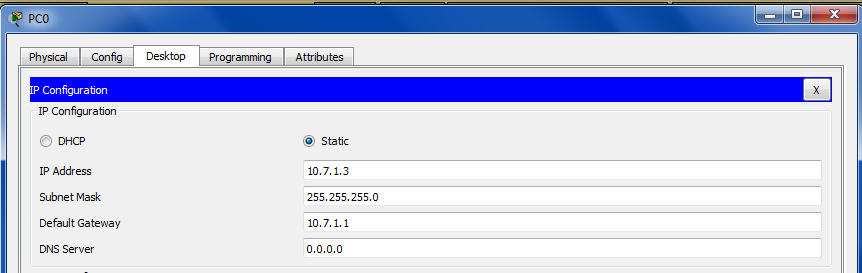 PC0
Physical Config Desktop Programming Attributes
IP Configuration X
IP Configuration
DHCP Static
IP Address 10.7.1.3
Subnet Mask 255.255.255.0
Default Gateway 10.7.1.1
DNS Server 0.0.0.0